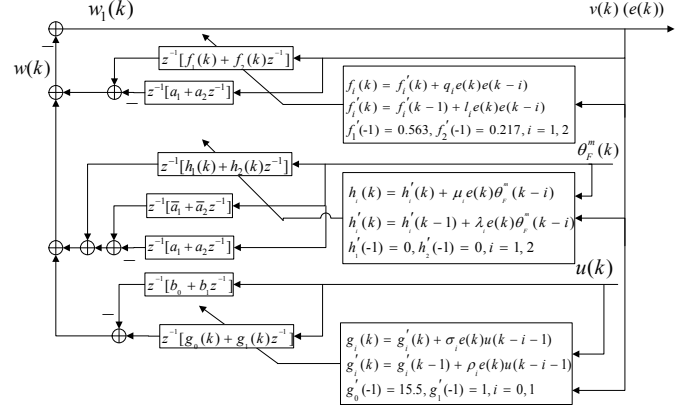 w₁(k)
v(k) (e(k))
−
z⁻¹[f₁(k) + f₂(k)z⁻¹]
w(k)
−
z⁻¹[a₁ + a₂z⁻¹]
fᵢ(k) = fᵢ′(k) + qᵢe(k)e(k−i)
fᵢ′(k) = fᵢ′(k−1) + lᵢe(k)e(k−i)
f₁′(-1) = 0.563, f₂′(-1) = 0.217, i = 1, 2
θ_F^m(k)
z⁻¹[h₁(k) + h₂(k)z⁻¹]
hᵢ(k) = hᵢ′(k) + μᵢe(k)θ_F^m(k−i)
hᵢ′(k) = hᵢ′(k−1) + λᵢe(k)θ_F^m(k−i)
h₁′(-1) = 0, h₂′(-1) = 0, i = 1, 2
z⁻¹[a̅₁ + a̅₂z⁻¹]
−
z⁻¹[a₁ + a₂z⁻¹]
u(k)
z⁻¹[b₀ + b₁z⁻¹]
−
z⁻¹[g₀(k) + g₁(k)z⁻¹]
gᵢ(k) = gᵢ′(k) + σᵢe(k)u(k−i−1)
gᵢ′(k) = gᵢ′(k−1) + ρᵢe(k)u(k−i−1)
g₀′(-1) = 15.5, g₁′(-1) = 1, i = 0, 1